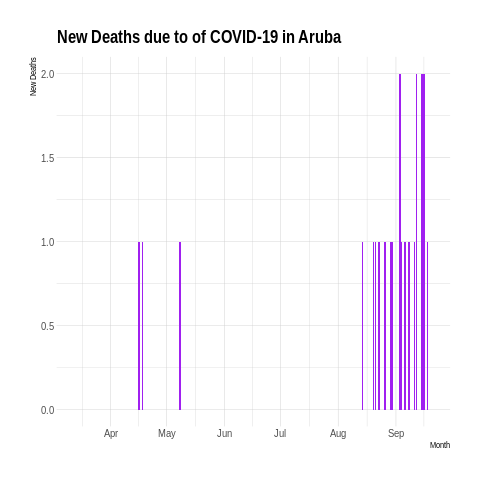 New Deaths due to of COVID-19 in Aruba
New Deaths
2.0
1.5
1.0
0.5
0.0
Apr May Jun Jul Aug Sep
Month